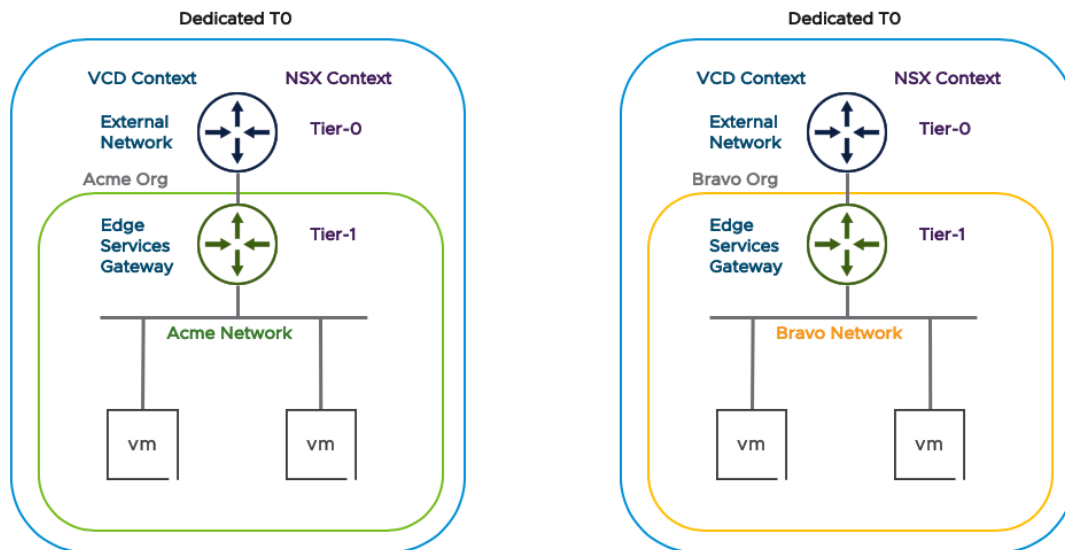 Dedicated T0
VCD Context
NSX Context
External
Network
Tier-0
Acme Org
Edge
Services
Gateway
Tier-1
Acme Network
vm
vm
Dedicated T0
VCD Context
NSX Context
External
Network
Tier-0
Bravo Org
Edge
Services
Gateway
Tier-1
Bravo Network
vm
vm